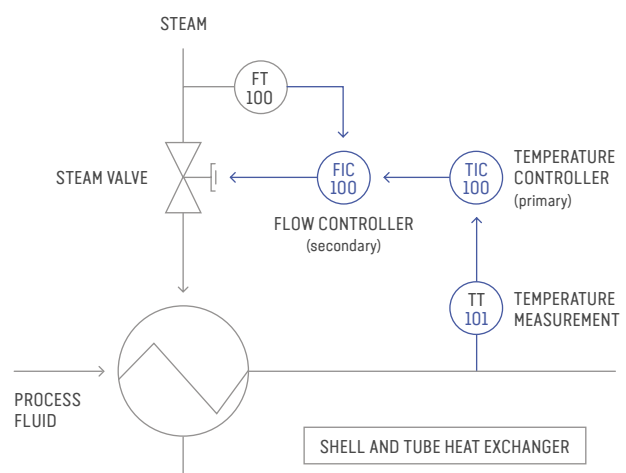 STEAM
FT
100
STEAM VALVE
FIC
100
TIC
100
TEMPERATURE
CONTROLLER
(primary)
FLOW CONTROLLER
(secondary)
TT
101
TEMPERATURE
MEASUREMENT
PROCESS
FLUID
SHELL AND TUBE HEAT EXCHANGER